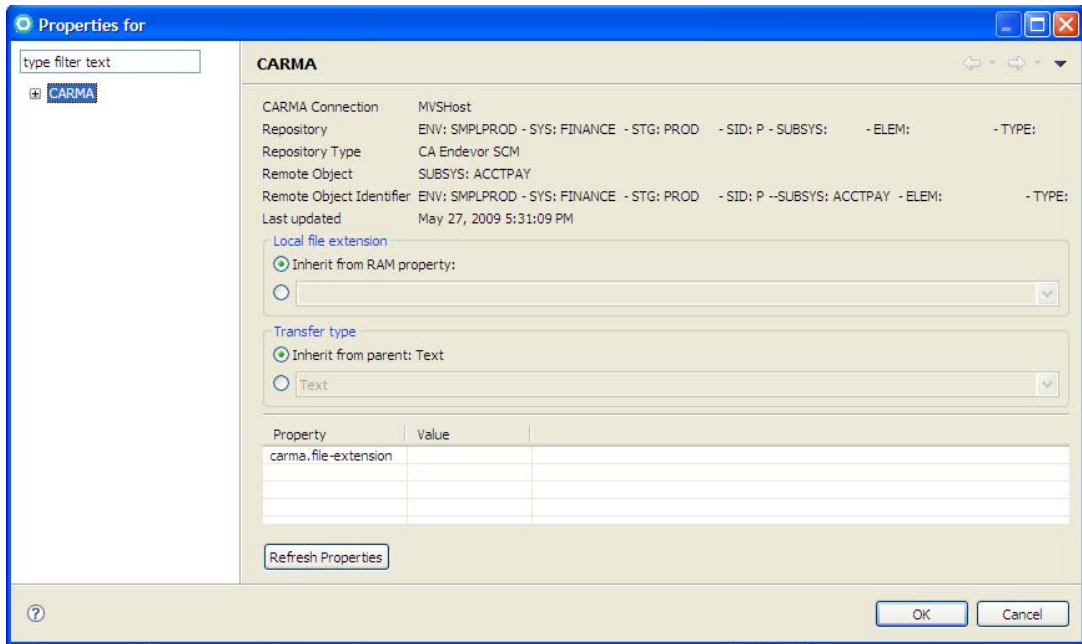 Properties for
type filter text
CARMA
CARMA
CARMA Connection MVSHost
Repository ENV: SMPLPROD - SYS: FINANCE - STG: PROD - SID: P - SUBSYS: - ELEM: - TYPE:
Repository Type CA Endevor SCM
Remote Object SUBSYS: ACCTPAY
Remote Object Identifier ENV: SMPLPROD - SYS: FINANCE - STG: PROD - SID: P --SUBSYS: ACCTPAY - ELEM: - TYPE:
Last updated May 27, 2009 5:31:09 PM
Local file extension
Inherit from RAM property:
Transfer type
Inherit from parent: Text
Text
Property Value
carma.file-extension
Refresh Properties
OK Cancel